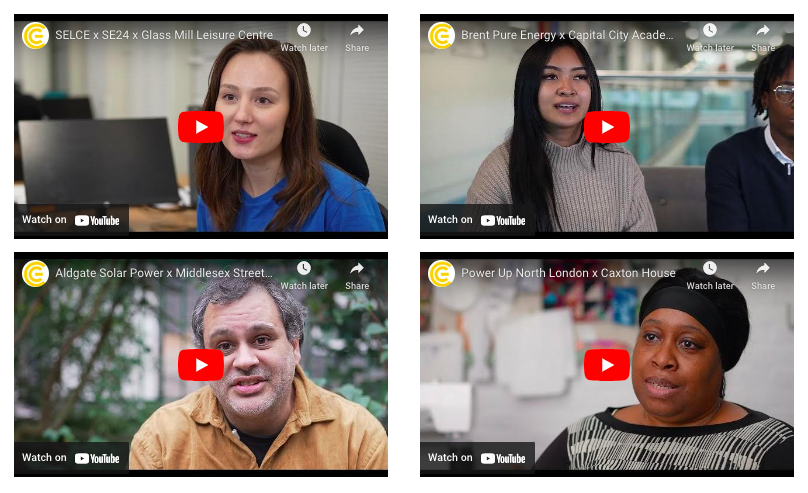 SELCE x SE24 x Glass Mill Leisure Centre
Watch later
Share
Watch on YouTube
Brent Pure Energy x Capital City Acade...
Watch later
Share
Watch on YouTube
Aldgate Solar Power x Middlesex Street...
Watch later
Share
Watch on YouTube
Power Up North London x Caxton House
Watch later
Share
Watch on YouTube